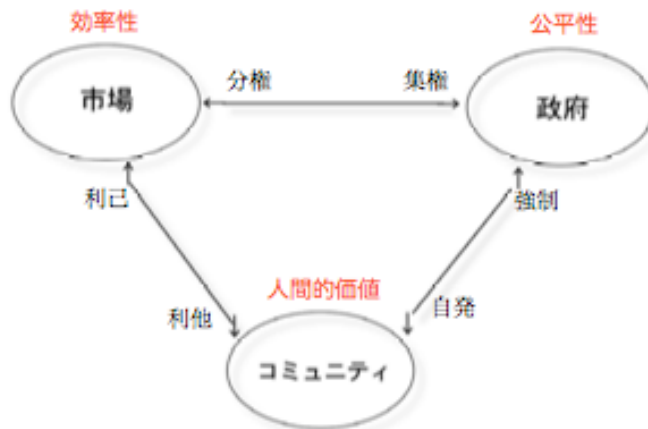 効率性
公平性
市場
分権
集権
政府
利己
強制
人間的価値
利他
自発
コミュニティ